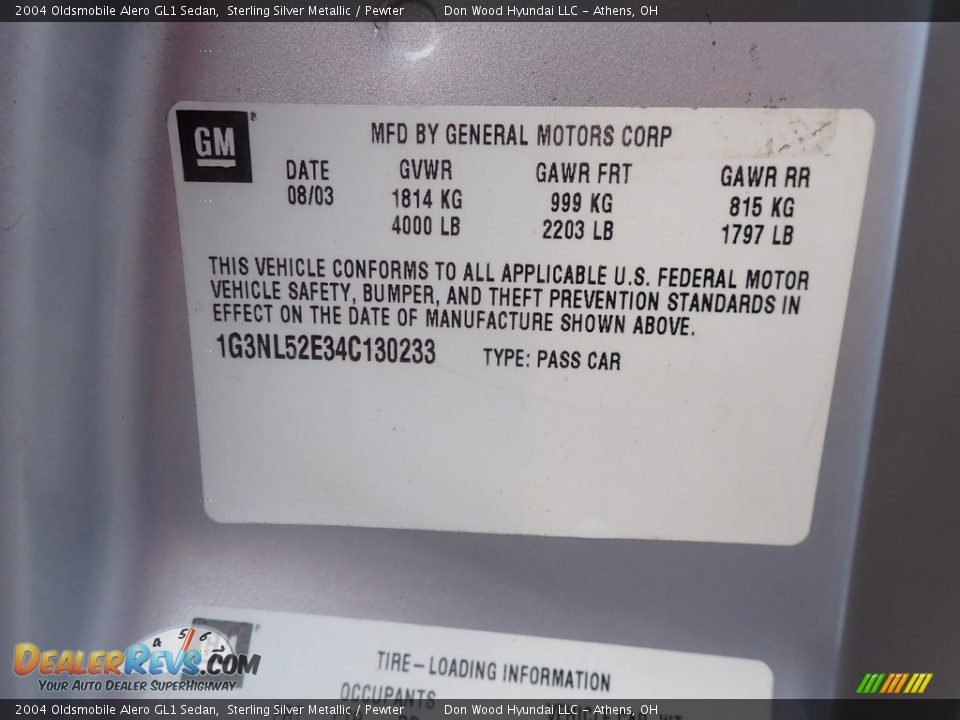 2004 Oldsmobile Alero GL1 Sedan, Sterling Silver Metallic / Pewter Don Wood Hyundai LLC - Athens, OH
GM
MFD BY GENERAL MOTORS CORP
DATE GVWR GAWR FRT GAWR RR
08/03 1814 KG 999 KG 815 KG
4000 LB 2203 LB 1797 LB
THIS VEHICLE CONFORMS TO ALL APPLICABLE U.S. FEDERAL MOTOR
VEHICLE SAFETY, BUMPER, AND THEFT PREVENTION STANDARDS IN
EFFECT ON THE DATE OF MANUFACTURE SHOWN ABOVE.
1G3NL52E34C130233 TYPE: PASS CAR
TIRE-LOADING INFORMATION
OCCUPANTS
4 5 6
DEALERREVS.COM
YOUR AUTO DEALER SUPERHIGHWAY
2004 Oldsmobile Alero GL1 Sedan, Sterling Silver Metallic / Pewter Don Wood Hyundai LLC - Athens, OH